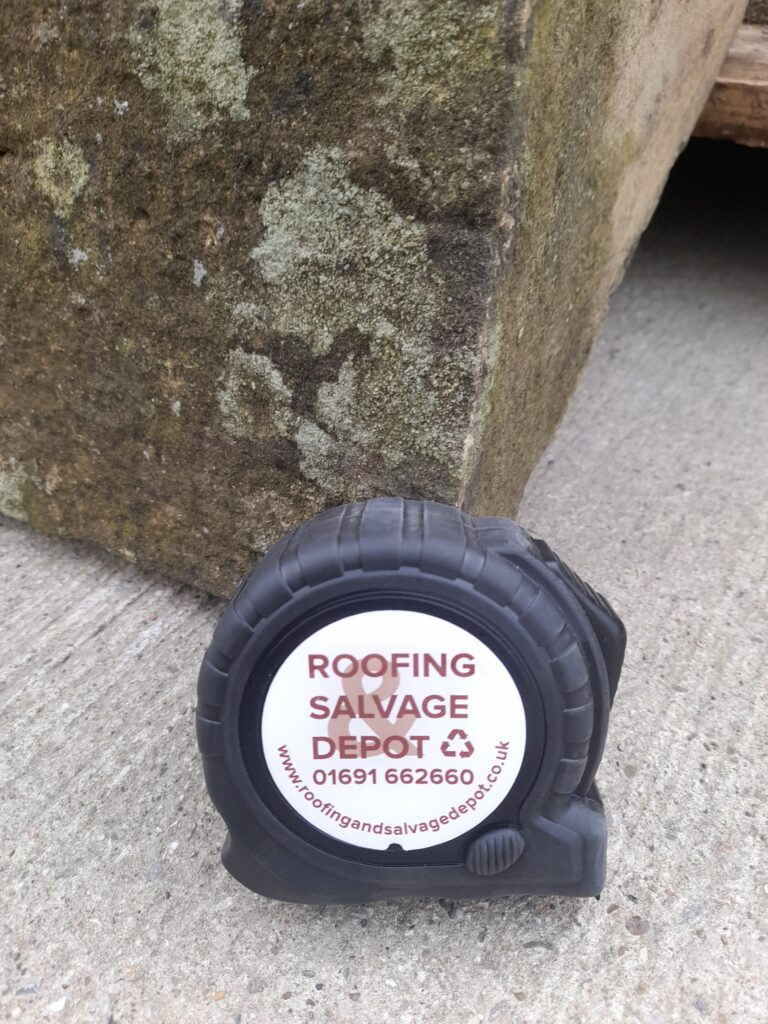 &
ROOFING
SALVAGE
DEPOT ♻
01691 662660
www.roofingandsalvagedepot.co.uk